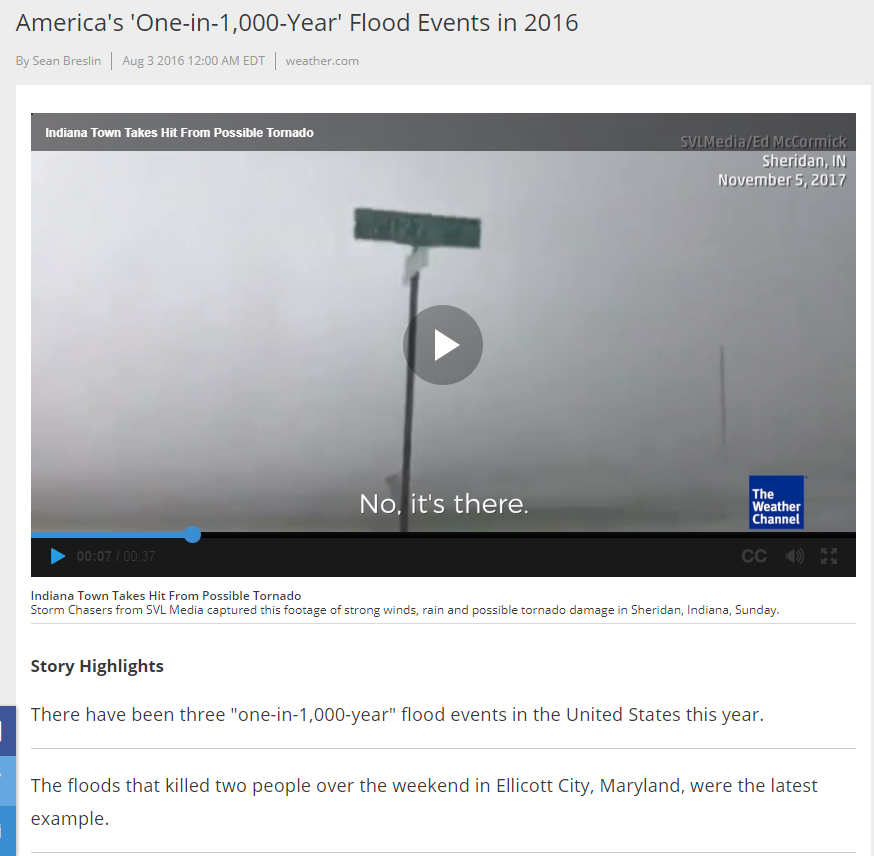 America's 'One-in-1,000-Year' Flood Events in 2016
By Sean Breslin Aug 3 2016 12:00 AM EDT weather.com
Indiana Town Takes Hit From Possible Tornado
SVLMedia/Ed McCormick
Sheridan, IN
November 5, 2017
No, it's there.
The
Weather
Channel
00:07 / 00:37
CC
Indiana Town Takes Hit From Possible Tornado
Storm Chasers from SVL Media captured this footage of strong winds, rain and possible tornado damage in Sheridan, Indiana, Sunday.
Story Highlights
There have been three "one-in-1,000-year" flood events in the United States this year.
The floods that killed two people over the weekend in Ellicott City, Maryland, were the latest
example.